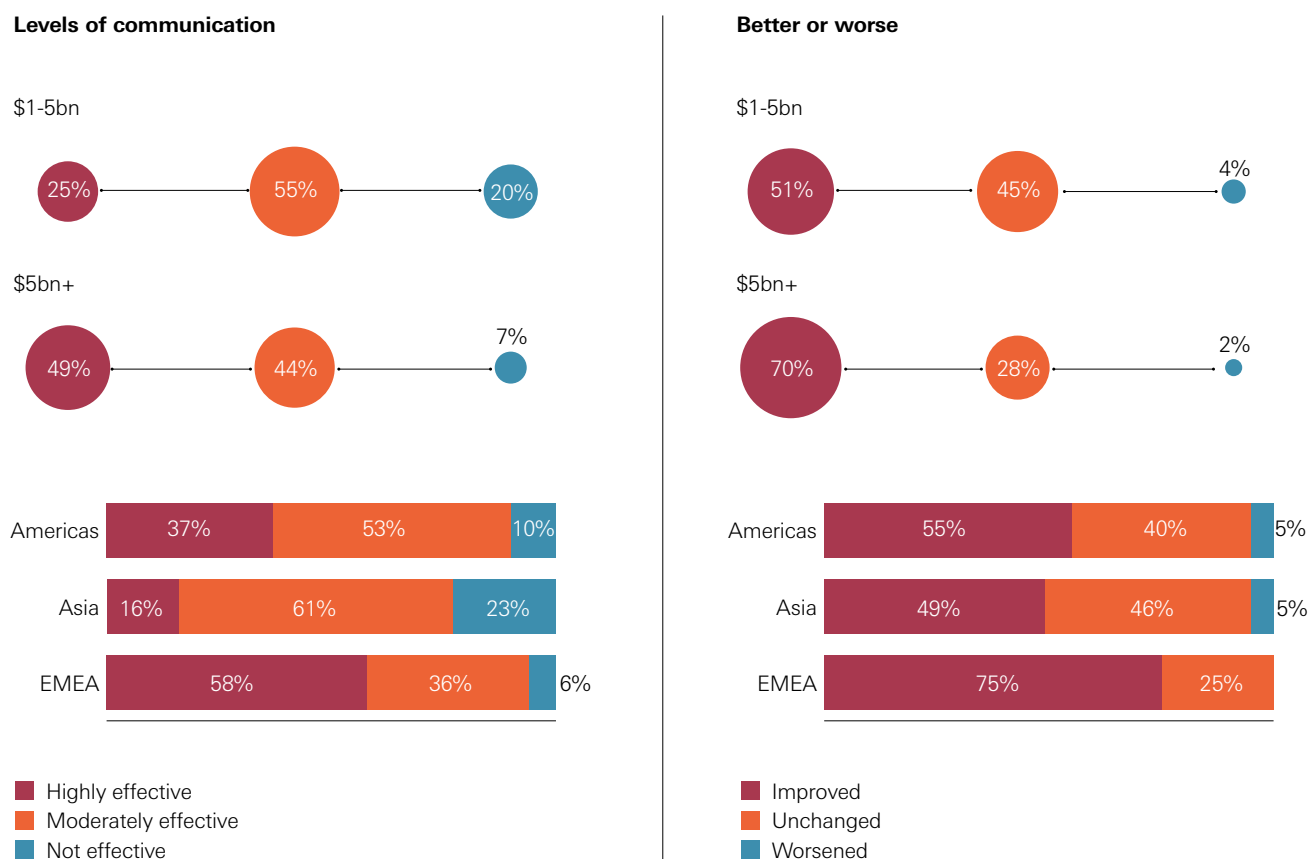 Levels of communication
$1-5bn
25% 55% 20%
$5bn+
49% 44% 7%
Americas 37% 53% 10%
Asia 16% 61% 23%
EMEA 58% 36% 6%
Highly effective
Moderately effective
Not effective
Better or worse
$1-5bn
51% 45% 4%
$5bn+
70% 28% 2%
Americas 55% 40% 5%
Asia 49% 46% 5%
EMEA 75% 25%
Improved
Unchanged
Worsened